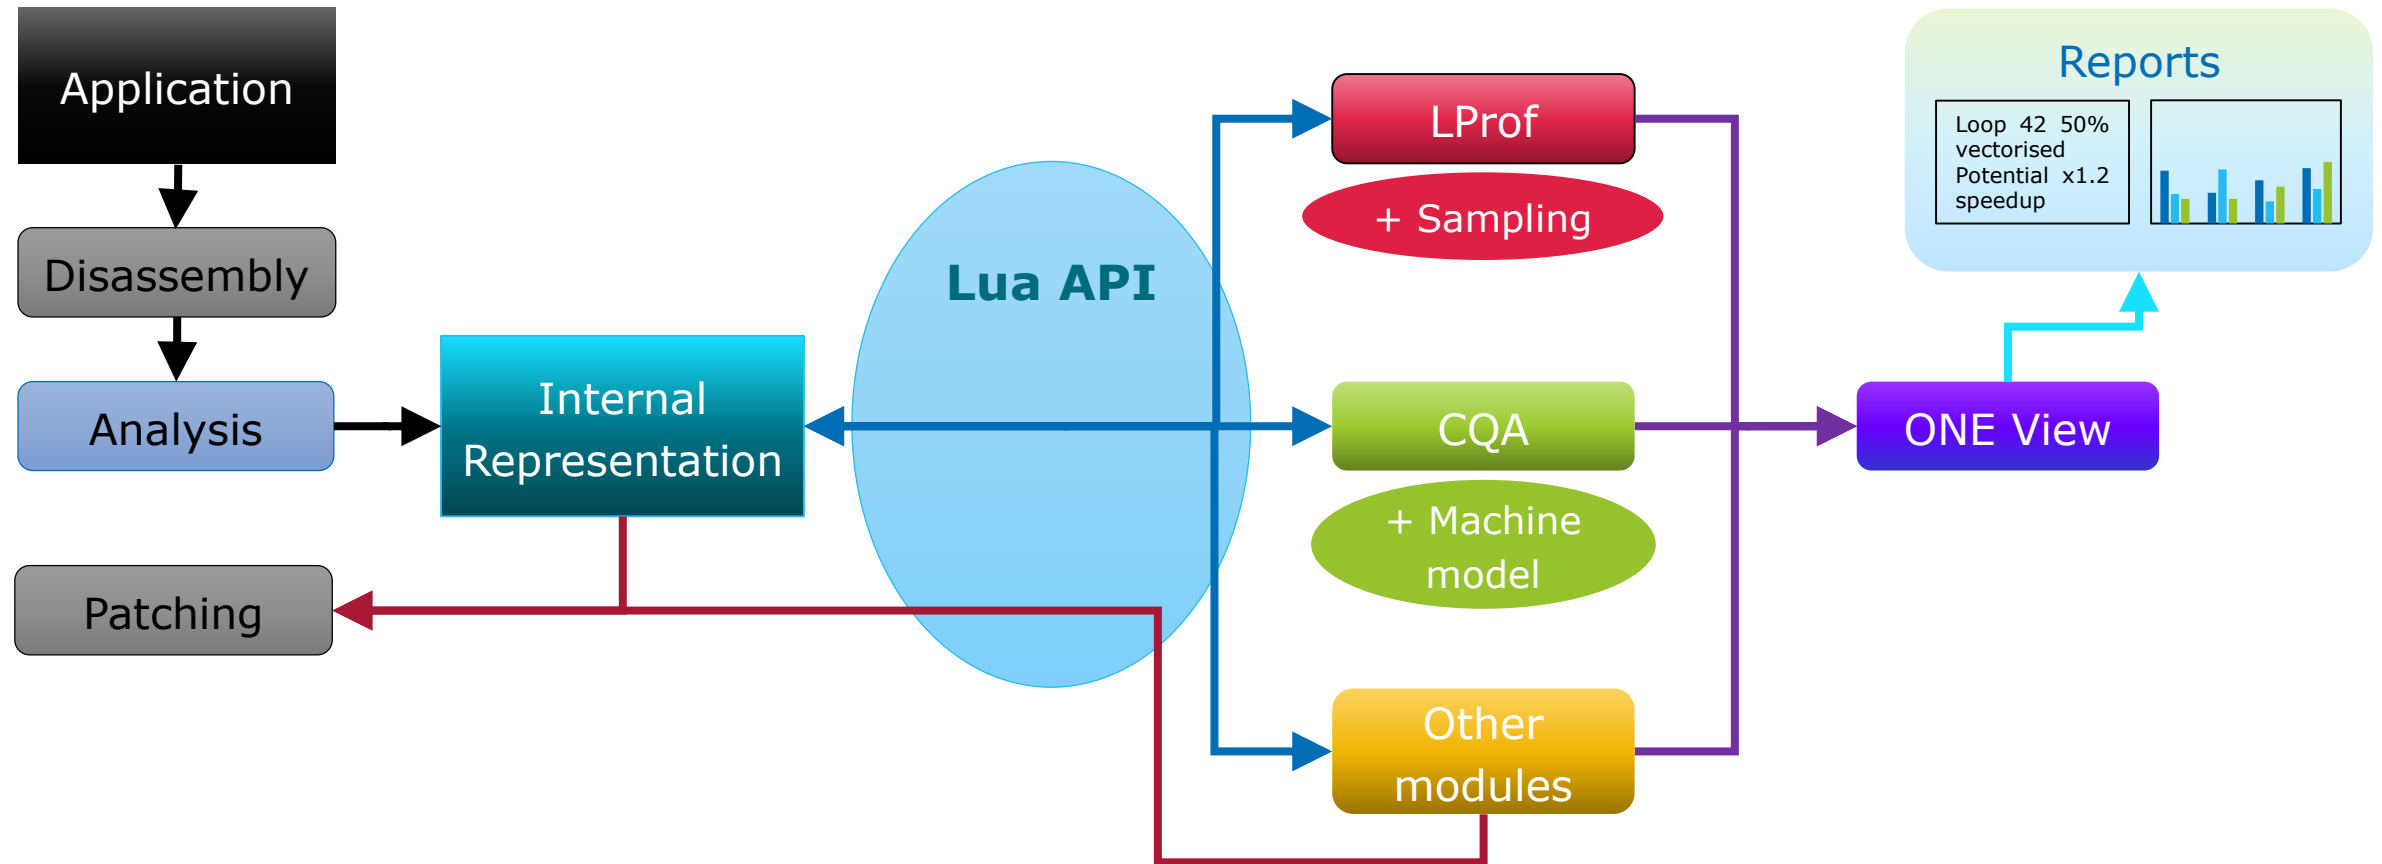 Application
Disassembly
Analysis
Patching
Internal
Representation
Lua API
LProf
+ Sampling
CQA
+ Machine
model
Other
modules
ONE View
Reports
Loop 42 50%
vectorised
Potential x1.2
speedup